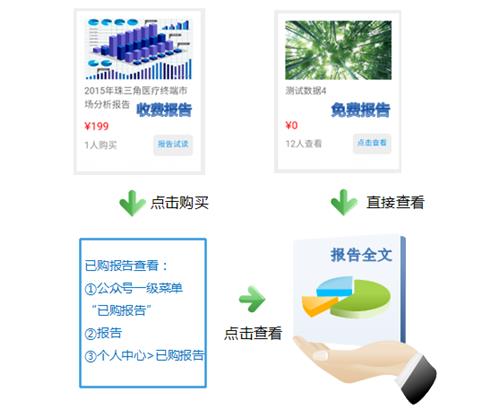 2015年珠三角医疗终端市
场分析报告
收费报告
¥199
1人购买
报告试读
测试数据4
免费报告
¥0
12人查看
点击查看
点击购买
直接查看
已购报告查看：
①公众号一级菜单
“已购报告”
②报告
③个人中心>已购报告
点击查看
报告全文